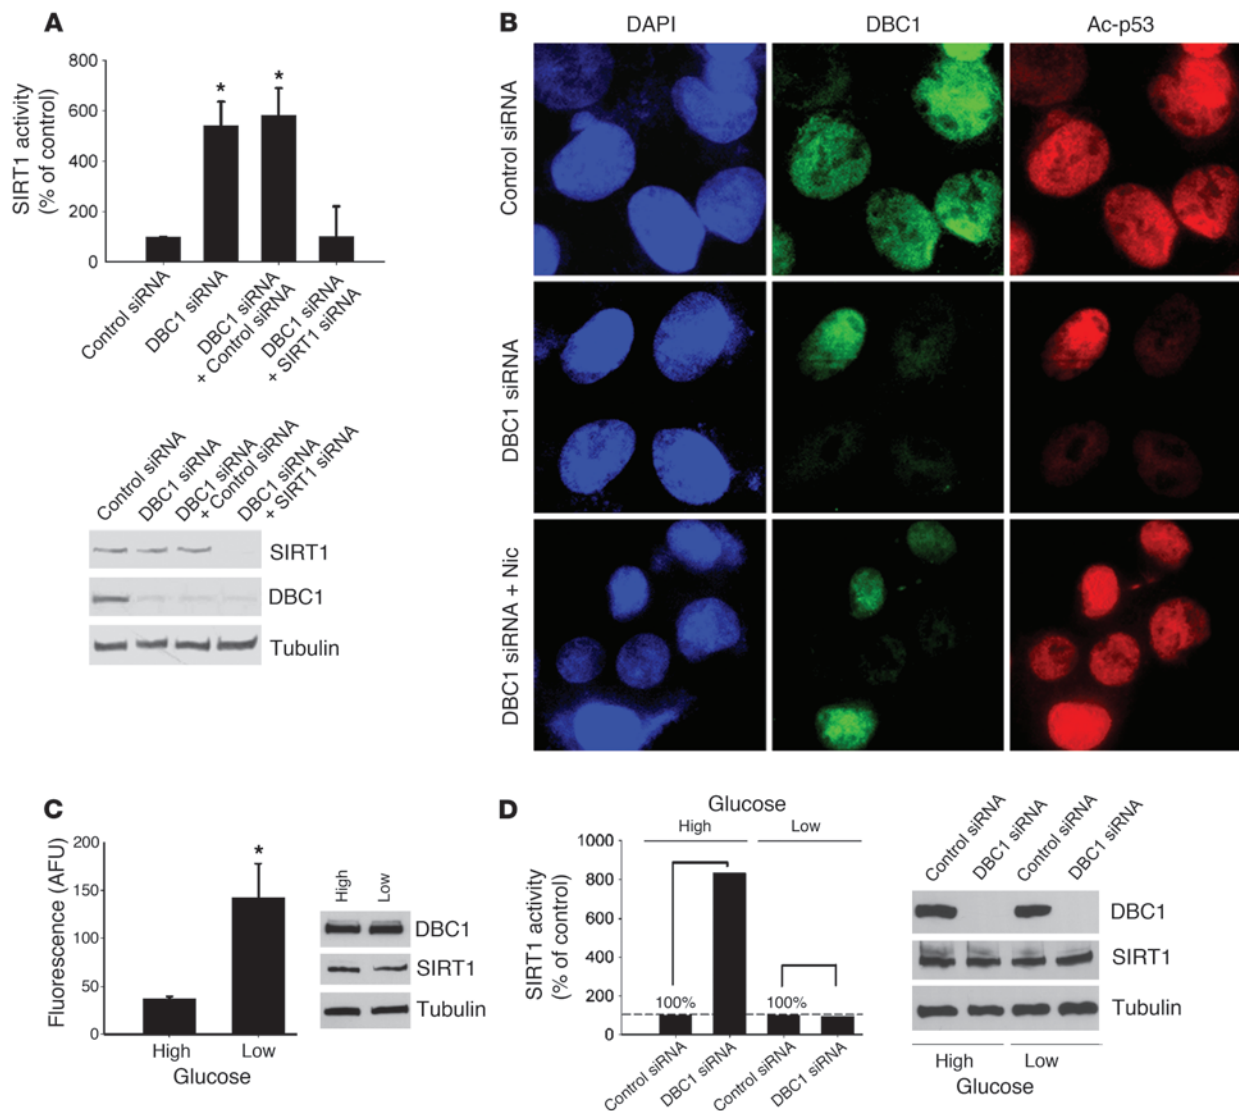 A
SIRT1 activity
(% of control)
800
600
400
200
0
*
*
Control siRNA
DBC1 siRNA
DBC1 siRNA
+ Control siRNA
DBC1 siRNA
+ SIRT1 siRNA
Control siRNA
DBC1 siRNA
DBC1 siRNA
+ Control siRNA
DBC1 siRNA
+ SIRT1 siRNA
SIRT1
DBC1
Tubulin
B
DAPI
DBC1
Ac-p53
Control siRNA
DBC1 siRNA
DBC1 siRNA + Nic
C
Fluorescence (AFU)
200
150
100
50
0
*
High
Low
Glucose
High
Low
DBC1
SIRT1
Tubulin
D
Glucose
High
Low
SIRT1 activity
(% of control)
1000
800
600
400
200
0
100%
100%
Control siRNA
DBC1 siRNA
Control siRNA
DBC1 siRNA
Control siRNA
DBC1 siRNA
Control siRNA
DBC1 siRNA
DBC1
SIRT1
Tubulin
High
Low
Glucose